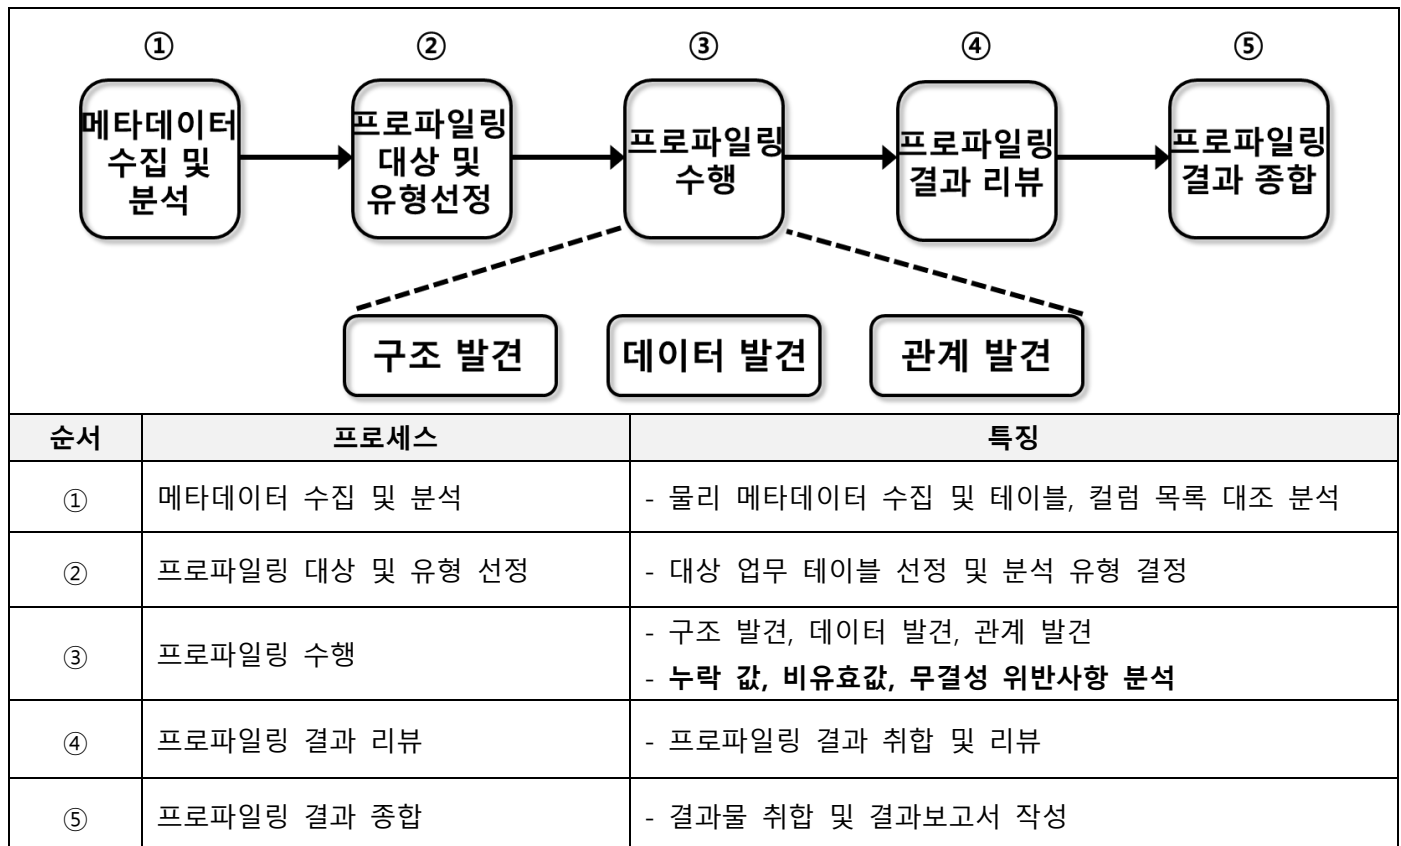 ① ② ③ ④ ⑤
메타데이터
수집 및
분석
프로파일링
대상 및
유형선정
프로파일링
수행
프로파일링
결과 리뷰
프로파일링
결과 종합
구조 발견
데이터 발견
관계 발견
순서 프로세스 특징
① 메타데이터 수집 및 분석 - 물리 메타데이터 수집 및 테이블, 컬럼 목록 대조 분석
② 프로파일링 대상 및 유형 선정 - 대상 업무 테이블 선정 및 분석 유형 결정
③ 프로파일링 수행 - 구조 발견, 데이터 발견, 관계 발견
- 누락 값, 비유효값, 무결성 위반사항 분석
④ 프로파일링 결과 리뷰 - 프로파일링 결과 취합 및 리뷰
⑤ 프로파일링 결과 종합 - 결과물 취합 및 결과보고서 작성